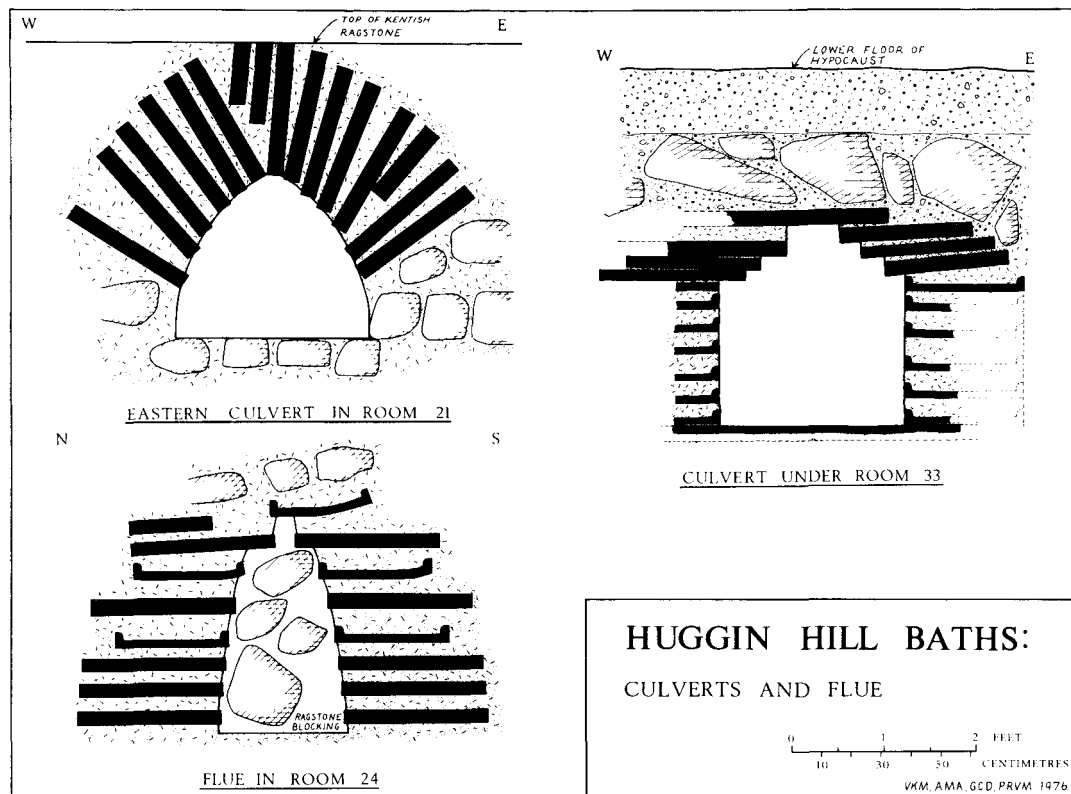 W
TOP OF KENTISH
RAGSTONE
E
EASTERN CULVERT IN ROOM 21
W
LOWER FLOOR OF
HYPOCAUST
E
CULVERT UNDER ROOM 33
N
S
RAGSTONE
BLOCKING
FLUE IN ROOM 24
HUGGIN HILL BATHS:
CULVERTS AND FLUE
0 1 2 FEET
10 30 50 CENTIMETRES
VKM, AMA, GCD, PRVM 1976.